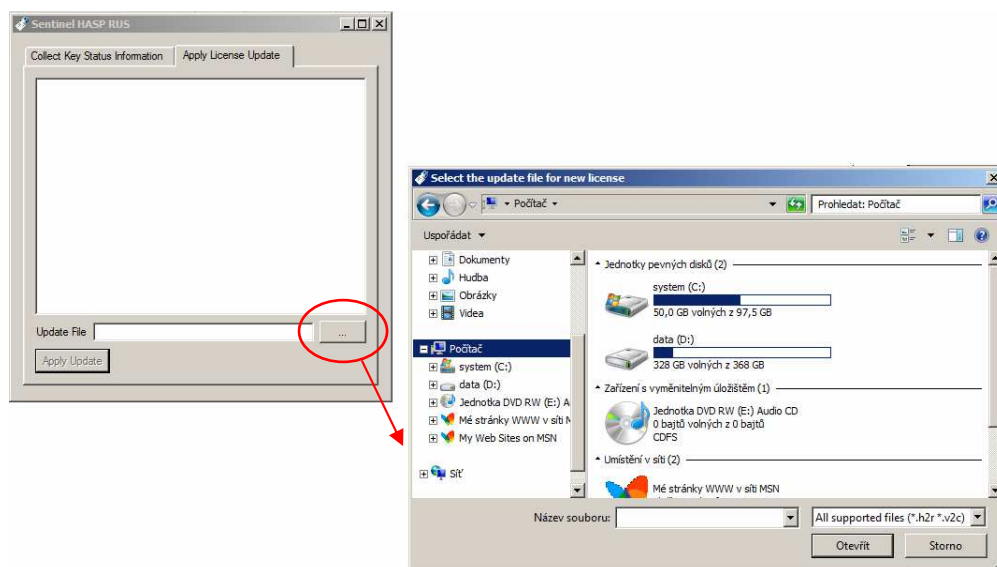 Sentinel HASP RUS
Collect Key Status Information
Apply License Update
Update File
...
Apply Update
Select the update file for new license
Počítač
Prohledat: Počítač
Uspořádat
Dokumenty
Hudba
Obrázky
Videa
Počítač
system (C:)
data (D:)
Jednotka DVD RW (E:) A
Mé stránky WWW v síti
My Web Sites on MSN
Síť
Jednotky pevných disků (2)
system (C:)
50,0 GB volných z 97,5 GB
data (D:)
328 GB volných z 368 GB
Zařízení s vyměnitelným úložištěm (1)
Jednotka DVD RW (E:) Audio CD
0 bajtů volných z 0 bajtů
CDFS
Umístění v síti (2)
Mé stránky WWW v síti MSN
Název souboru:
All supported files (*.h2r *.v2c)
Otevřít
Storno